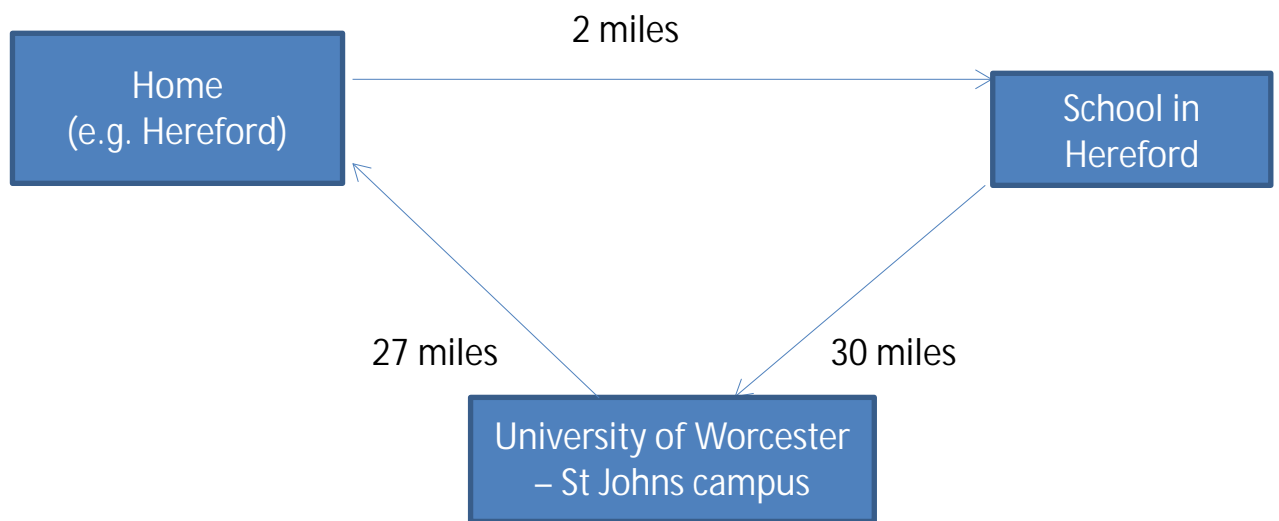 2 miles
Home
(e.g. Hereford)
School in
Hereford
27 miles
30 miles
University of Worcester
– St Johns campus